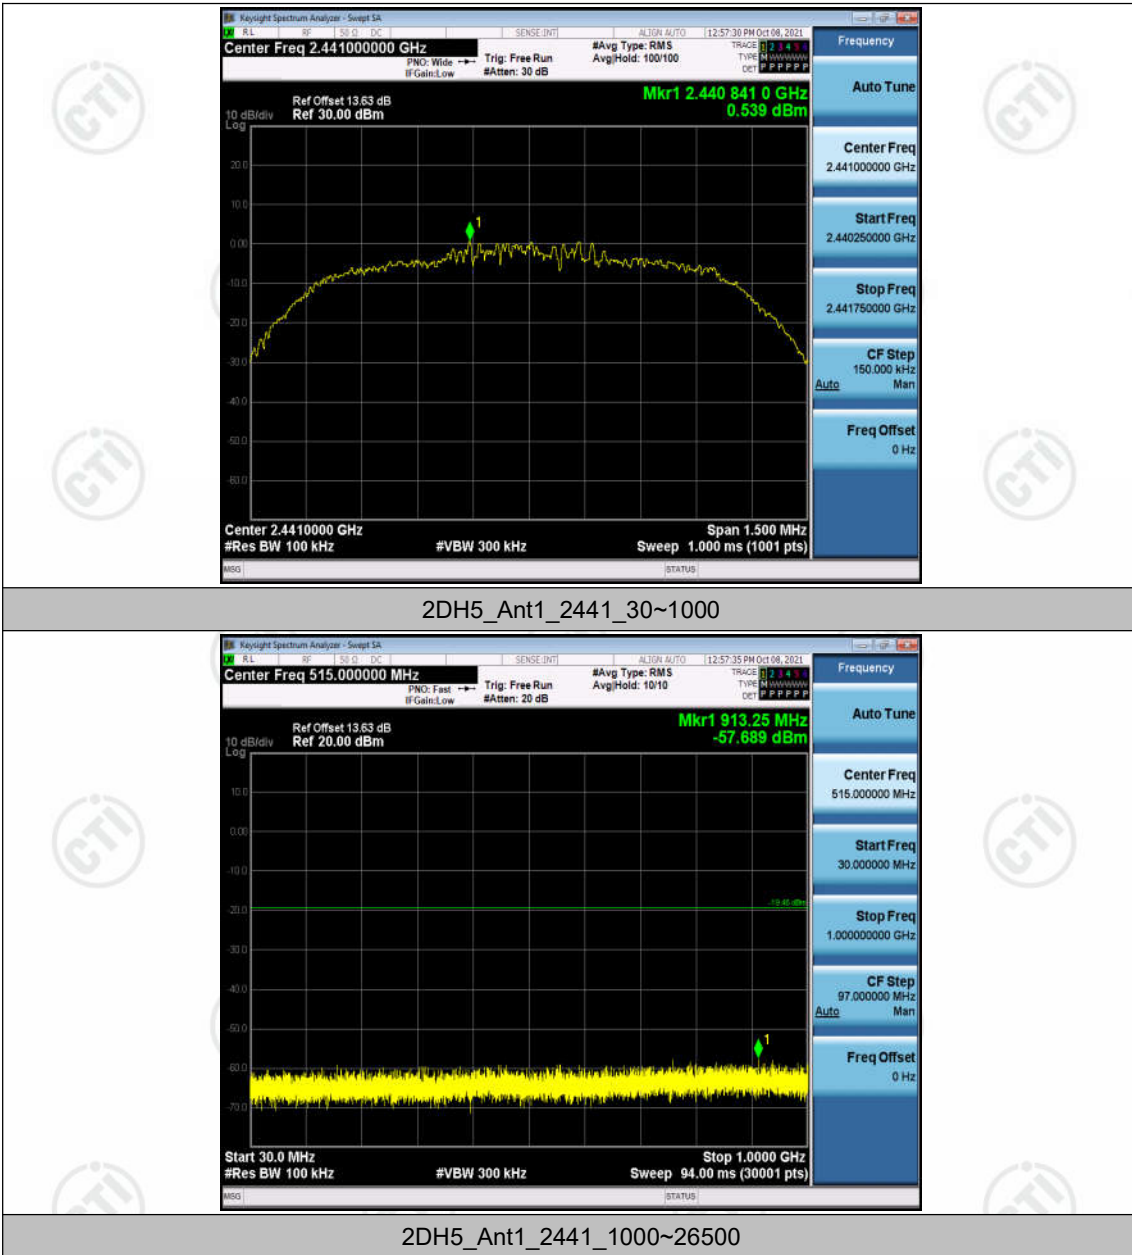 Keysight Spectrum Analyzer - Swept SA
RL RF 50 Ω DC SENSE:INT ALIGN AUTO 12:57:30 PM Oct 08, 2021
Center Freq 2.441000000 GHz #Avg Type: RMS TRACE 1 2 3 4 5 6
PNO: Wide Trig: Free Run Avg|Hold: 100/100 TYPE M WWWWW
IFGain:Low #Atten: 30 dB DET P P P P P P
Frequency
Auto Tune
Mkr1 2.440 841 0 GHz
0.539 dBm
Ref Offset 13.63 dB
10 dB/div Ref 30.00 dBm
Log
20.0
10.0
0.00
-10.0
-20.0
-30.0
-40.0
-50.0
-60.0
1
Center Freq
2.441000000 GHz
Start Freq
2.440250000 GHz
Stop Freq
2.441750000 GHz
CF Step
150.000 kHz
Auto Man
Freq Offset
0 Hz
Center 2.4410000 GHz Span 1.500 MHz
#Res BW 100 kHz #VBW 300 kHz Sweep 1.000 ms (1001 pts)
MSG STATUS
2DH5_Ant1_2441_30~1000
Keysight Spectrum Analyzer - Swept SA
RL RF 50 Ω DC SENSE:INT ALIGN AUTO 12:57:35 PM Oct 08, 2021
Center Freq 515.000000 MHz #Avg Type: RMS TRACE 1 2 3 4 5 6
PNO: Fast Trig: Free Run Avg|Hold: 10/10 TYPE M WWWWW
IFGain:Low #Atten: 20 dB DET P P P P P P
Frequency
Auto Tune
Mkr1 913.25 MHz
-57.689 dBm
Ref Offset 13.63 dB
10 dB/div Ref 20.00 dBm
Log
10.0
0.00
-10.0
-20.0
-30.0
-40.0
-50.0
-60.0
-70.0
-19.46 dBm
1
Center Freq
515.000000 MHz
Start Freq
30.000000 MHz
Stop Freq
1.000000000 GHz
CF Step
97.000000 MHz
Auto Man
Freq Offset
0 Hz
Start 30.0 MHz Stop 1.0000 GHz
#Res BW 100 kHz #VBW 300 kHz Sweep 94.00 ms (30001 pts)
MSG STATUS
2DH5_Ant1_2441_1000~26500
CTI
CTI
CTI
CTI
CTI
CTI